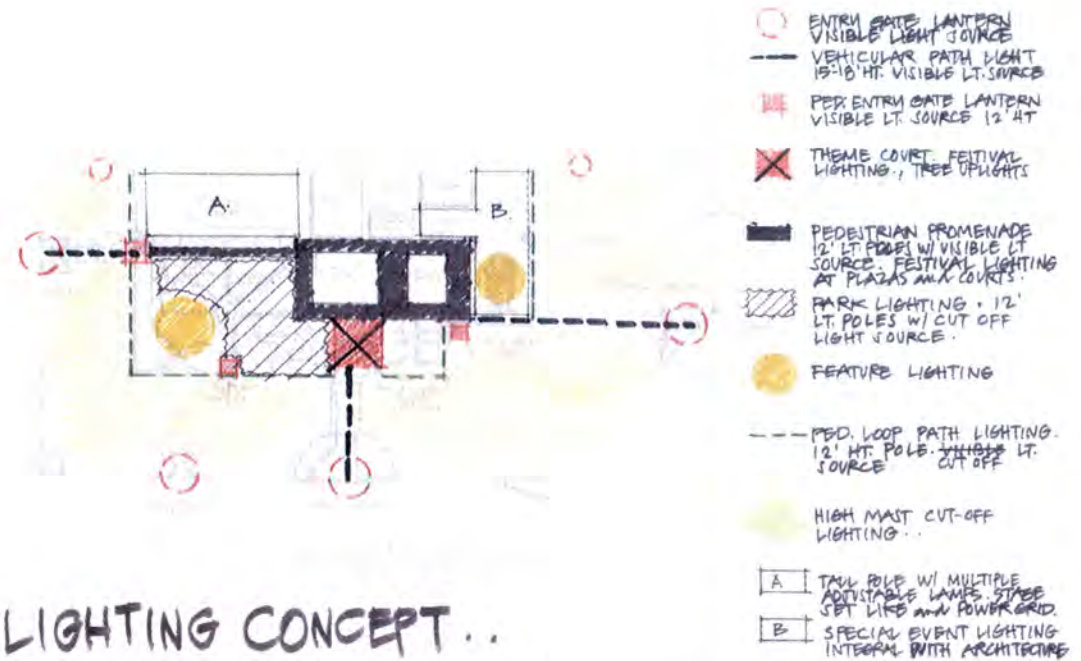 ENTRY GATE LANTERN
VISIBLE LIGHT SOURCE
VEHICULAR PATH LIGHT
15-18' HT. VISIBLE LT. SOURCE
PED. ENTRY GATE LANTERN
VISIBLE LT. SOURCE 12' HT
THEME COURT. FESTIVAL
LIGHTING., TREE UPLIGHTS
PEDESTRIAN PROMENADE
12' LT. POLES W/ VISIBLE LT
SOURCE. FESTIVAL LIGHTING
AT PLAZAS AND COURTS.
PARK LIGHTING. 12'
LT. POLES W/ CUT OFF
LIGHT SOURCE.
FEATURE LIGHTING
PED. LOOP PATH LIGHTING.
12' HT. POLE. VISIBLE LT.
SOURCE CUT OFF
HIGH MAST CUT-OFF
LIGHTING..
A TALL POLE W/ MULTIPLE
ADJUSTABLE LAMPS. STAGE
SET LIKE AND POWER GRID.
B SPECIAL EVENT LIGHTING
INTEGRAL WITH ARCHITECTURE
A.
B.
LIGHTING CONCEPT..